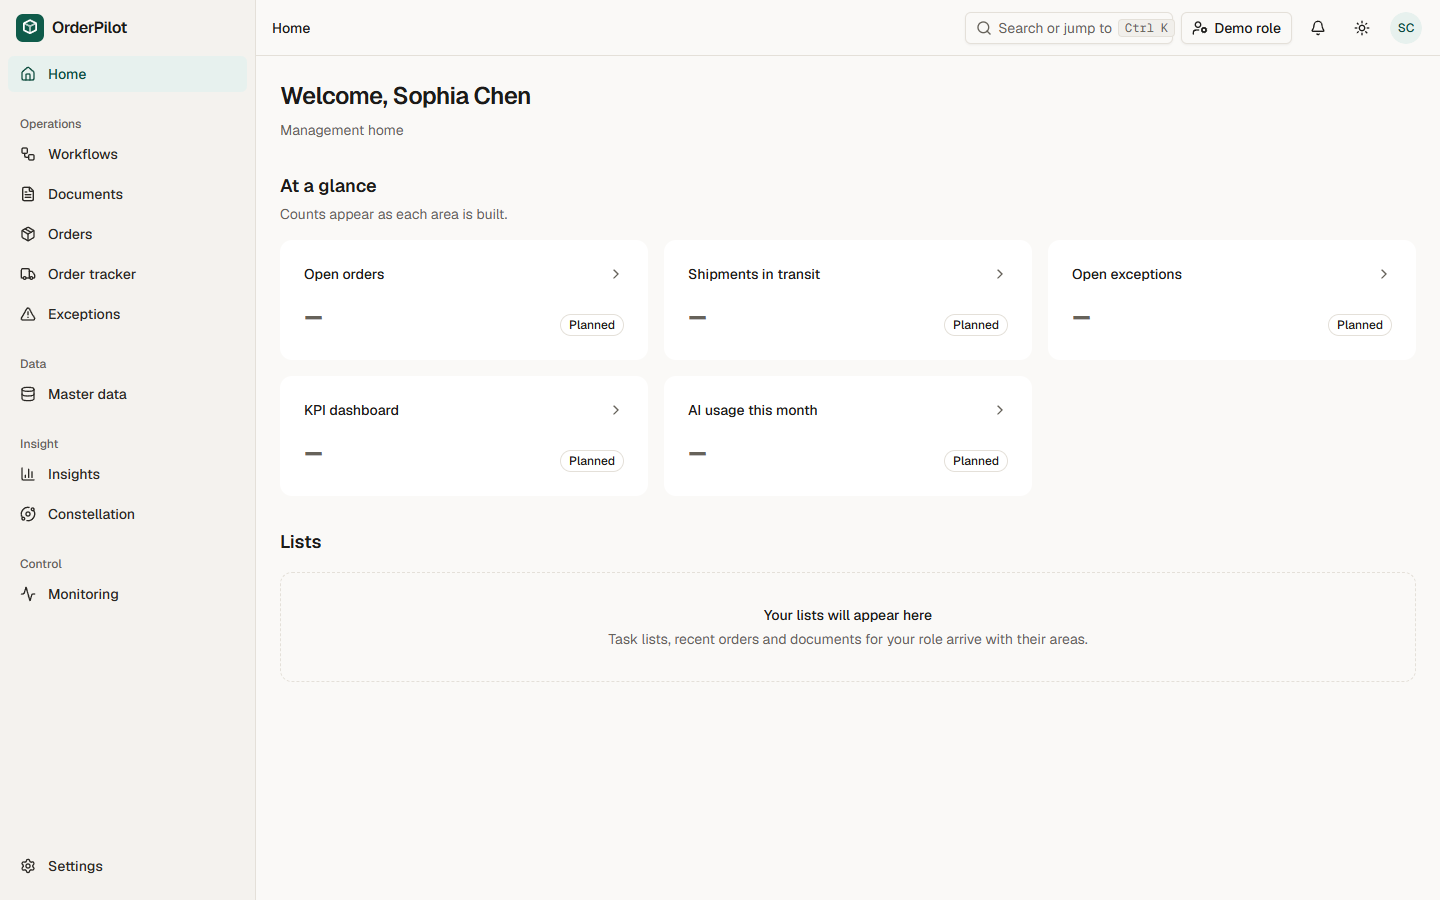 OrderPilot
Home
Operations
Workflows
Documents
Orders
Order tracker
Exceptions
Data
Master data
Insight
Insights
Constellation
Control
Monitoring
Settings
Home
Search or jump to Ctrl K
Demo role
SC
Welcome, Sophia Chen
Management home
At a glance
Counts appear as each area is built.
Open orders
–
Planned
Shipments in transit
–
Planned
Open exceptions
–
Planned
KPI dashboard
–
Planned
AI usage this month
–
Planned
Lists
Your lists will appear here
Task lists, recent orders and documents for your role arrive with their areas.